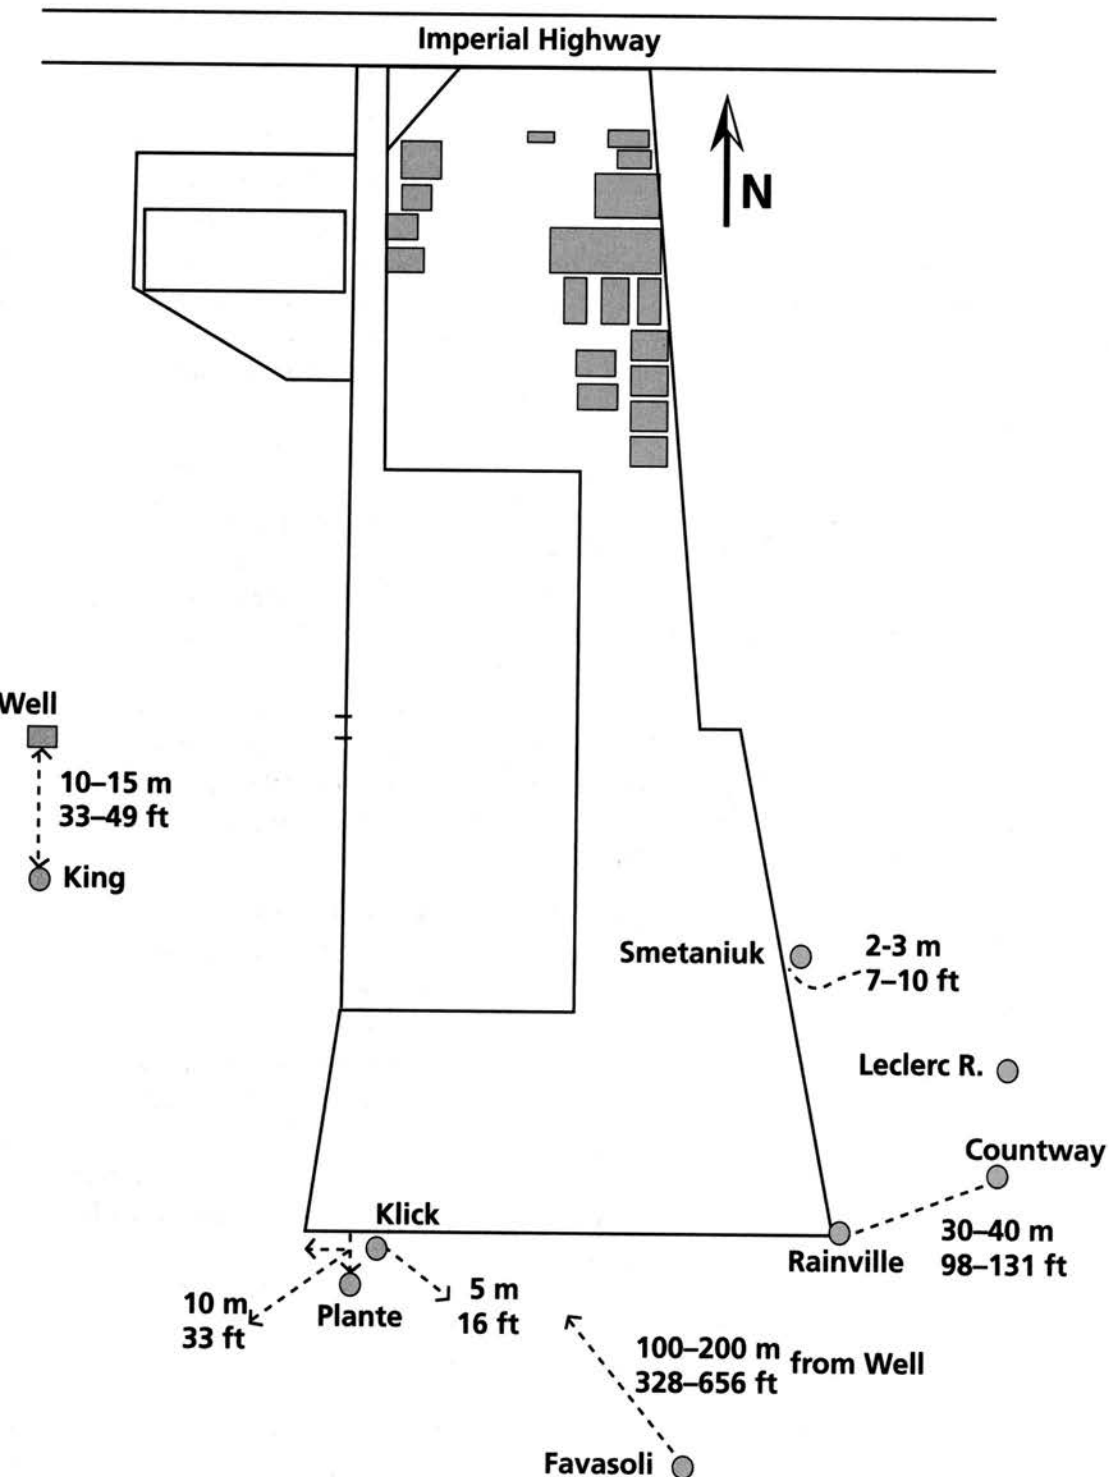 Imperial Highway
N
Well
10–15 m
33–49 ft
King
Smetaniuk
2-3 m
7–10 ft
Leclerc R.
Countway
30–40 m
98–131 ft
Rainville
Klick
10 m
33 ft
Plante
5 m
16 ft
100–200 m
328–656 ft
from Well
Favasoli